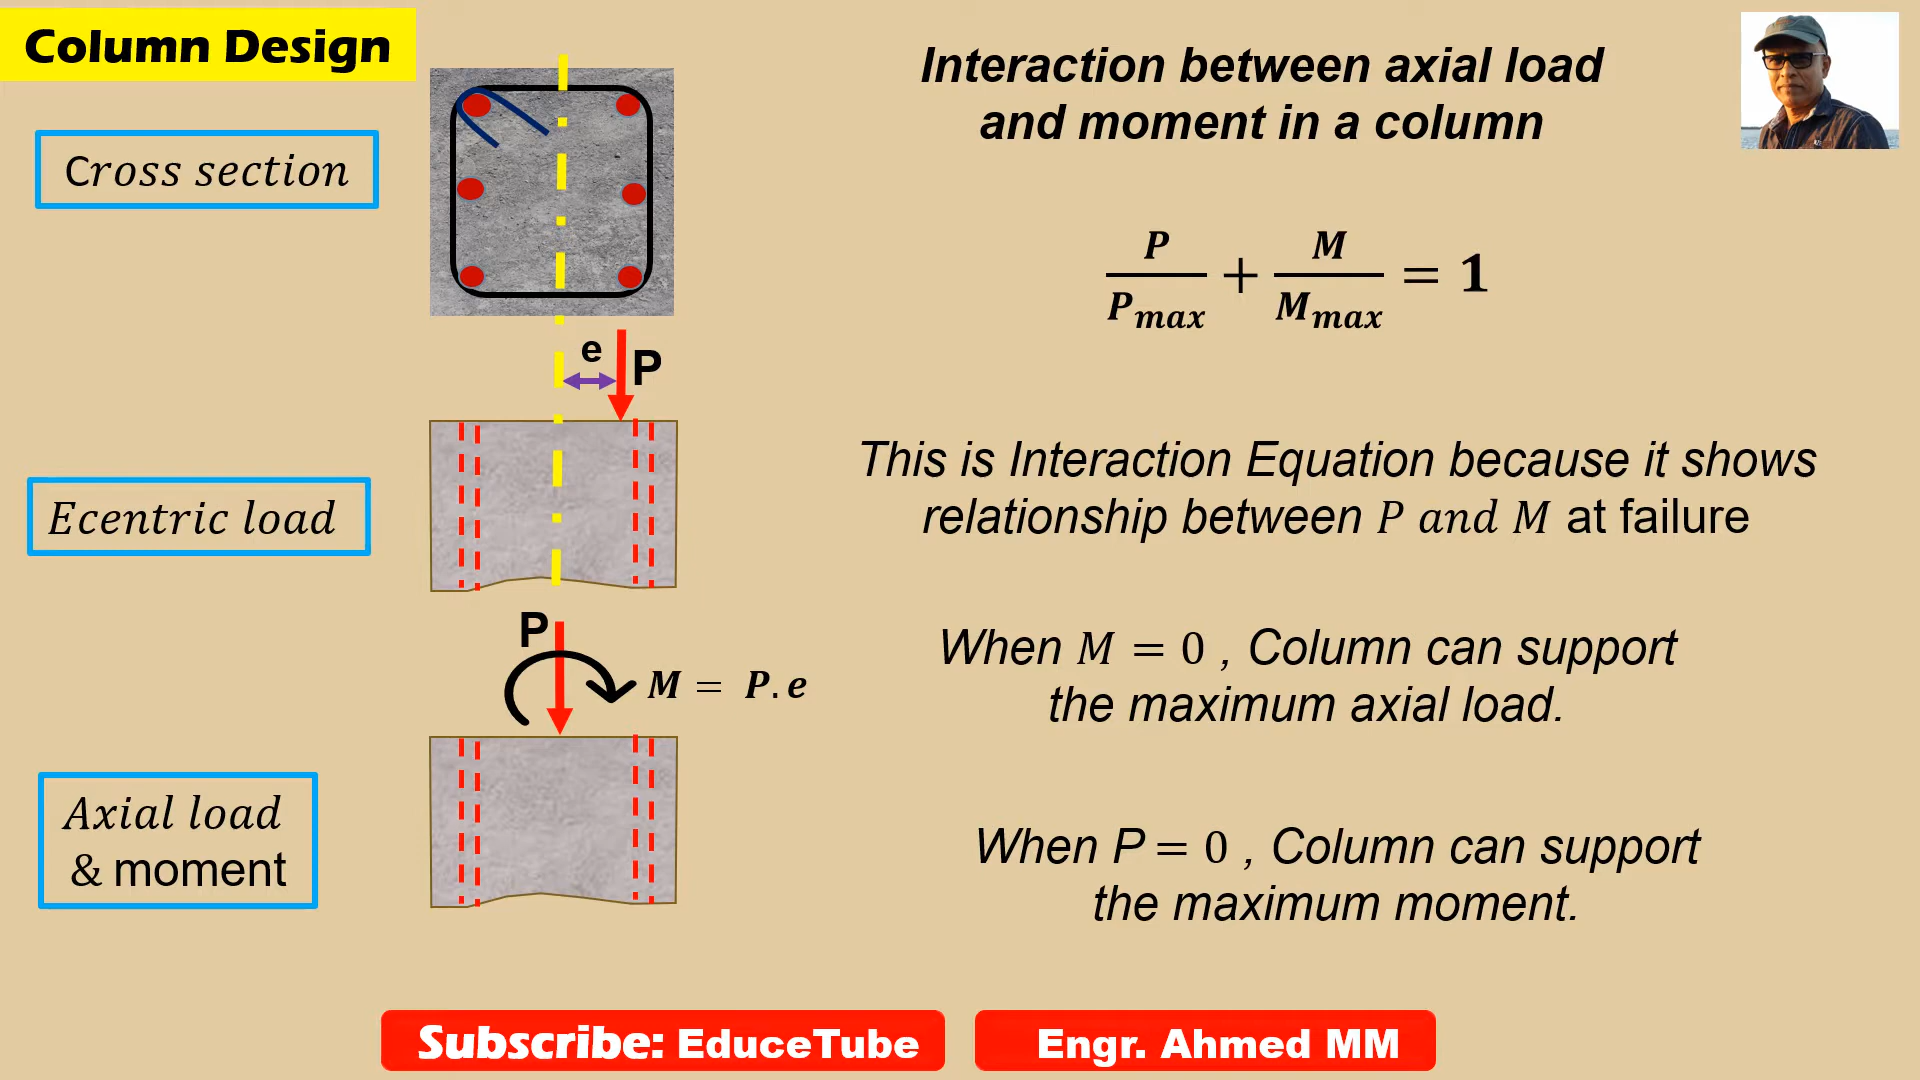 Column Design
Interaction between axial load
and moment in a column
Cross section
P/P_max + M/M_max = 1
e
P
This is Interaction Equation because it shows
relationship between P and M at failure
Ecentric load
When M = 0 , Column can support
the maximum axial load.
P
M = P.e
Axial load
& moment
When P = 0 , Column can support
the maximum moment.
Subscribe: EduceTube
Engr. Ahmed MM